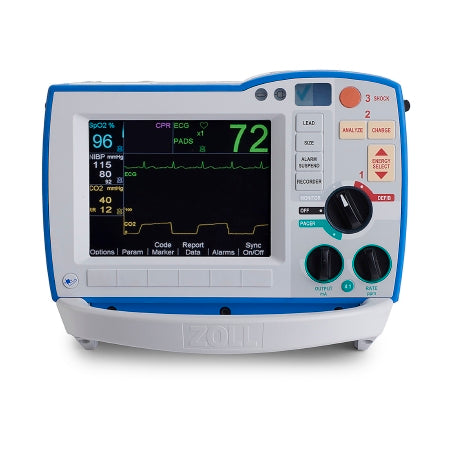 SpO2 %
96
CPR ECG
x1
PADS
72
NIBP mmHg
115
80
92
ECG
CO2 mmHg
40
RR 12
CO2
Options
Param
Code Marker
Report Data
Alarms
Sync On/Off
LEAD
SIZE
ALARM SUSPEND
RECORDER
3 SHOCK
2
ANALYZE
CHARGE
ENERGY SELECT
1
MONITOR
OFF
DEFIB
PACER
OUTPUT mA
4:1
RATE ppm
ZOLL